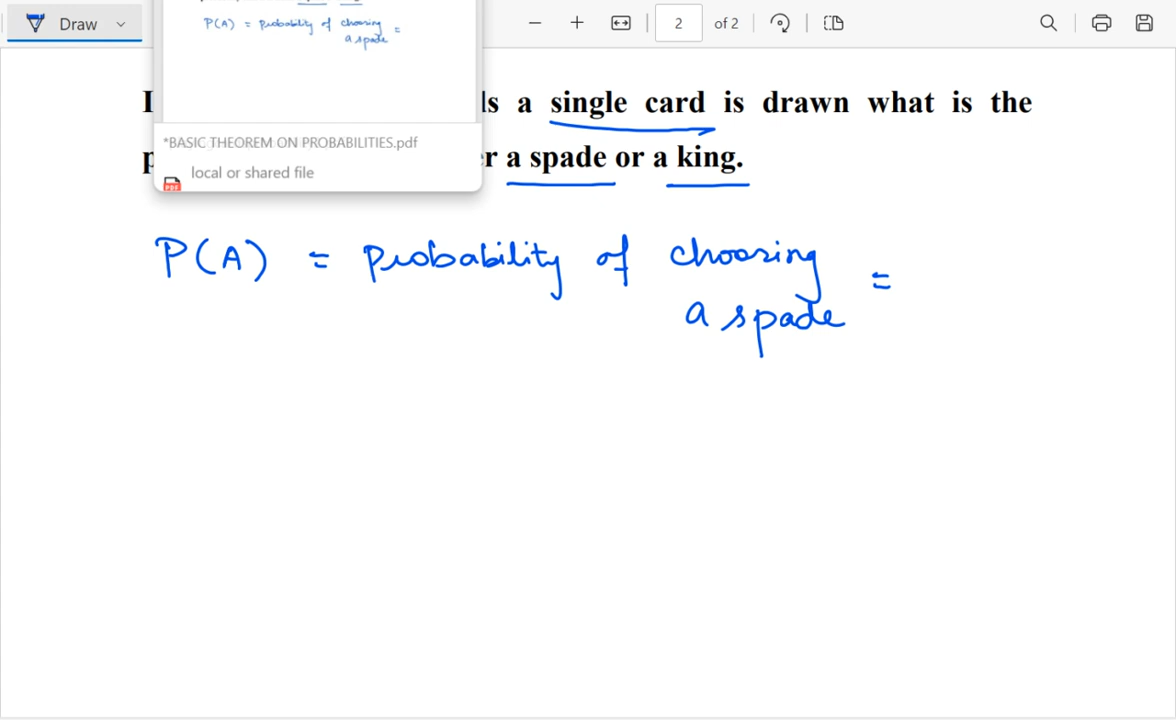 Draw
2 of 2
P(A) = probability of choosing
a spade =
*BASIC THEOREM ON PROBABILITIES.pdf
local or shared file
a single card is drawn what is the
a spade or a king.
P(A) = probability of choosing
a spade =